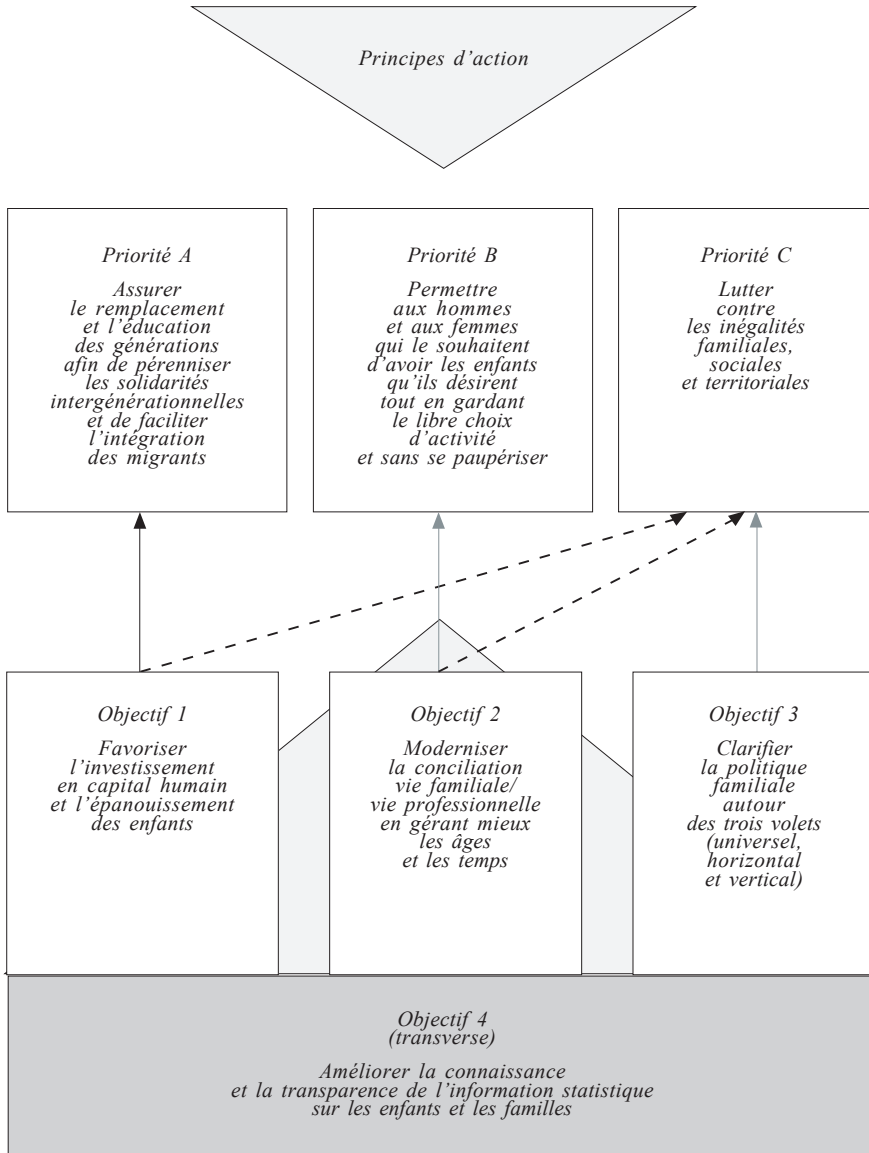 Principes d'action
Priorité A
Assurer
le remplacement
et l'éducation
des générations
afin de pérenniser
les solidarités
intergénérationnelles
et de faciliter
l'intégration
des migrants
Priorité B
Permettre
aux hommes
et aux femmes
qui le souhaitent
d'avoir les enfants
qu'ils désirent
tout en gardant
le libre choix
d'activité
et sans se paupériser
Priorité C
Lutter
contre
les inégalités
familiales,
sociales
et territoriales
Objectif 1
Favoriser
l'investissement
en capital humain
et l'épanouissement
des enfants
Objectif 2
Moderniser
la conciliation
vie familiale/
vie professionnelle
en gérant mieux
les âges
et les temps
Objectif 3
Clarifier
la politique
familiale
autour
des trois volets
(universel,
horizontal
et vertical)
Objectif 4
(transverse)
Améliorer la connaissance
et la transparence de l'information statistique
sur les enfants et les familles